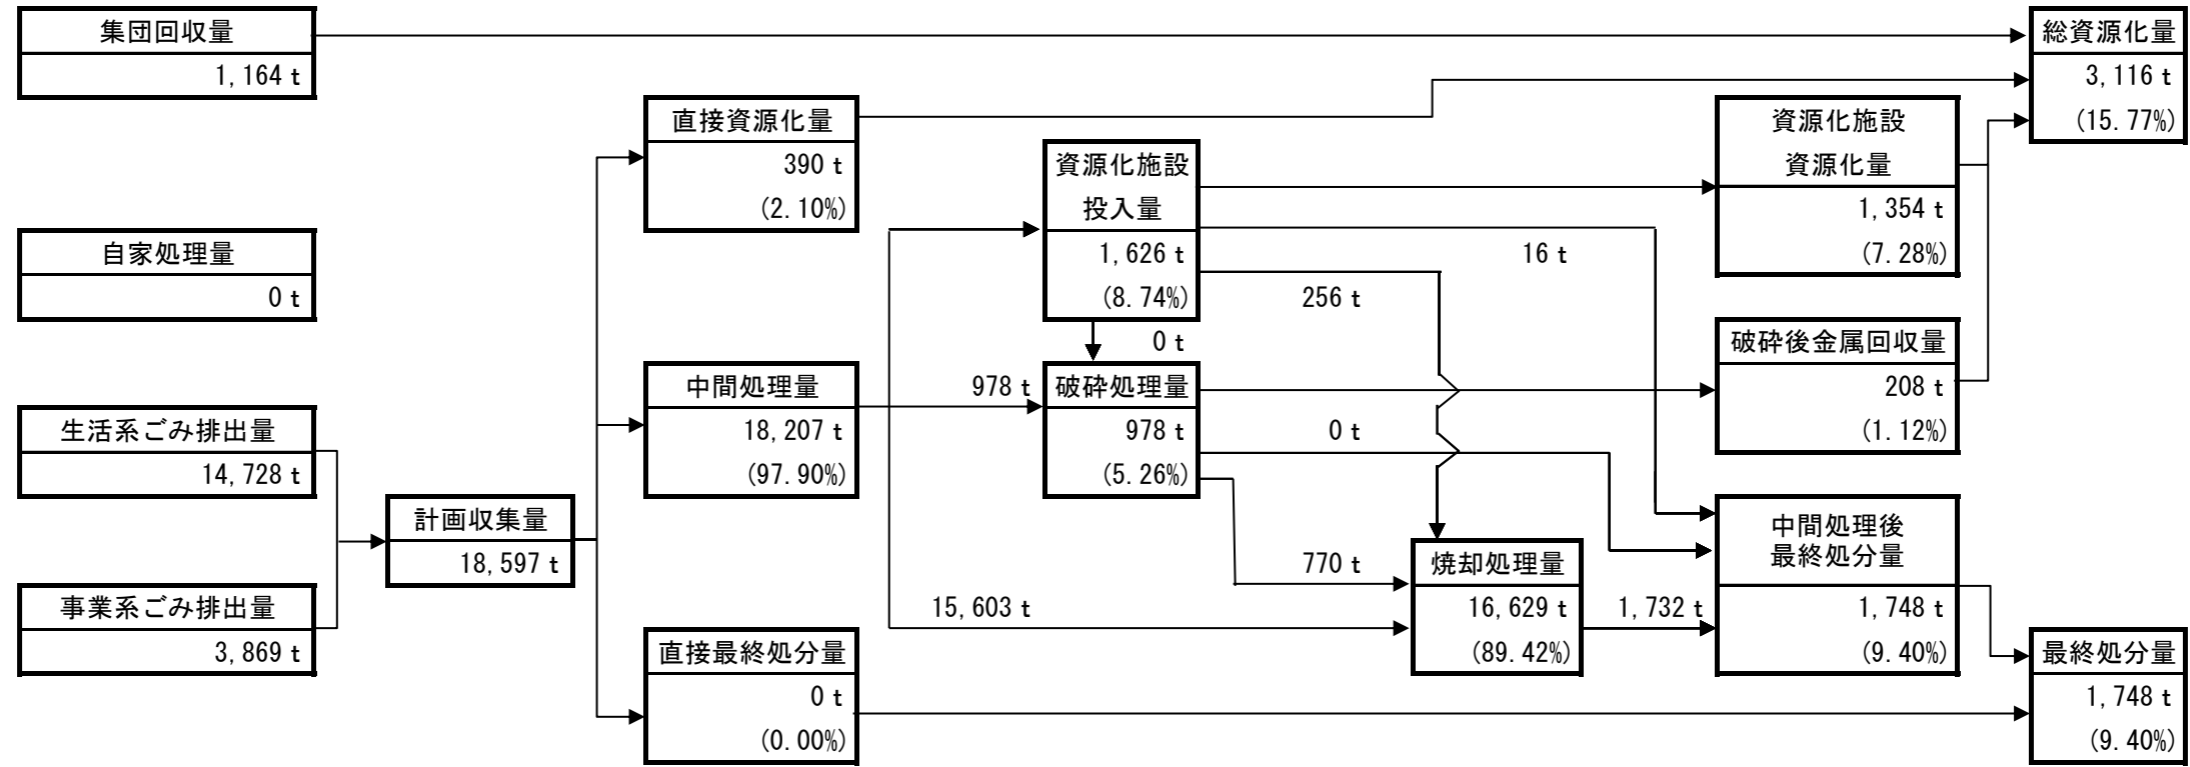 集団回収量
1,164 t
総資源化量
3,116 t
(15.77%)
直接資源化量
390 t
(2.10%)
資源化施設
資源化量
1,354 t
(7.28%)
資源化施設
投入量
1,626 t
(8.74%)
自家処理量
0 t
16 t
256 t
0 t
破砕後金属回収量
208 t
(1.12%)
中間処理量
18,207 t
(97.90%)
978 t
破砕処理量
978 t
(5.26%)
0 t
生活系ごみ排出量
14,728 t
計画収集量
18,597 t
中間処理後
最終処分量
1,748 t
(9.40%)
770 t
焼却処理量
16,629 t
(89.42%)
15,603 t
1,732 t
事業系ごみ排出量
3,869 t
直接最終処分量
0 t
(0.00%)
最終処分量
1,748 t
(9.40%)